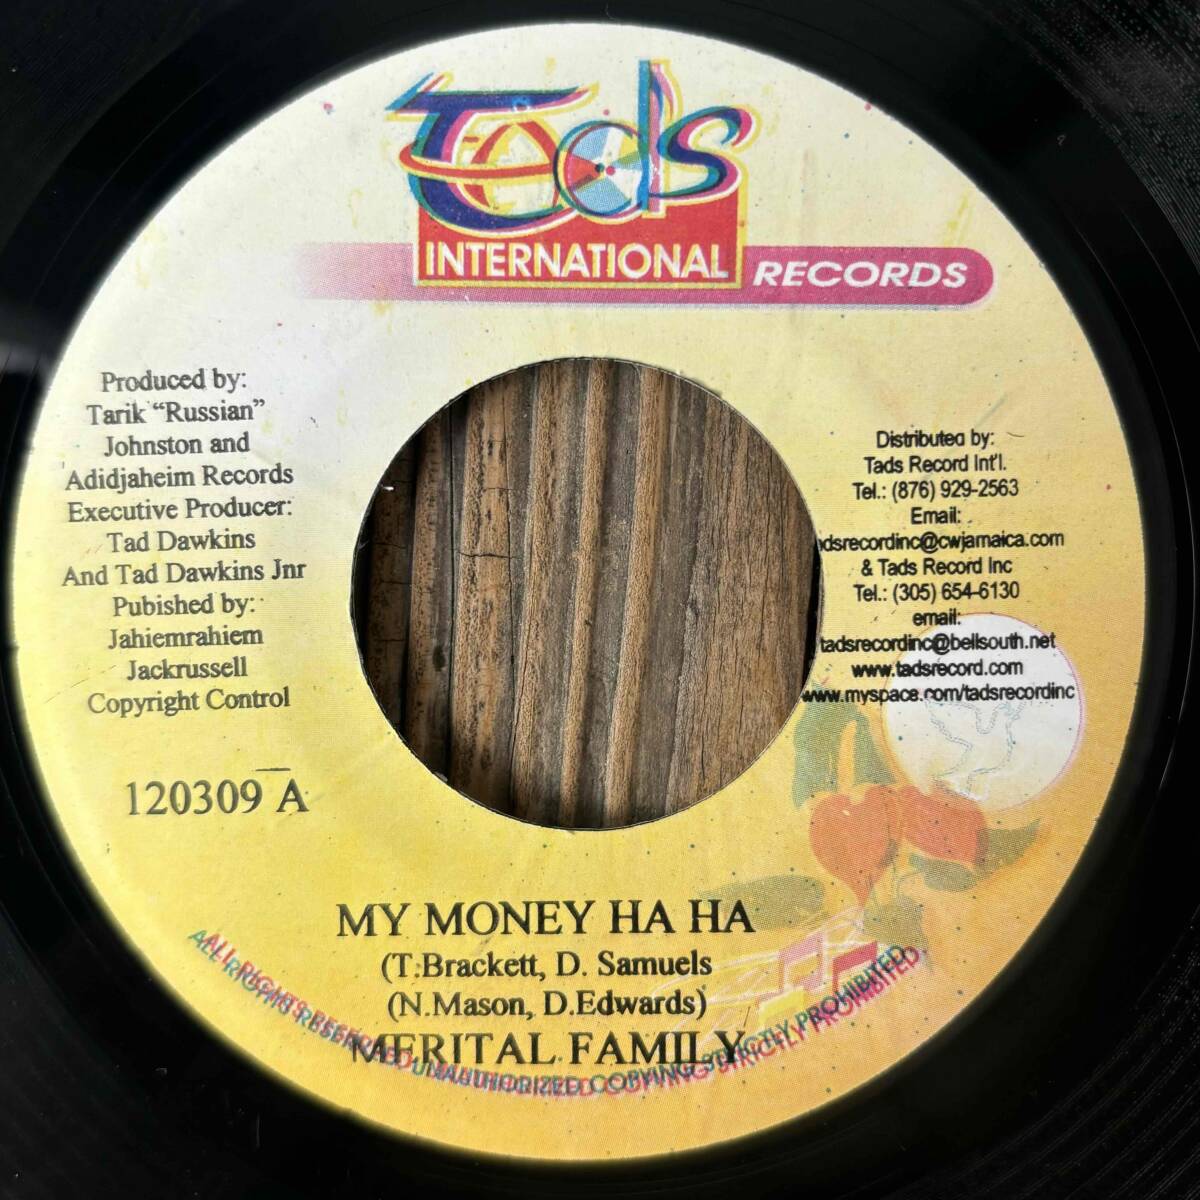 Tads
INTERNATIONAL
RECORDS
Produced by:
Tarik “Russian”
Johnston and
Adidjaheim Records
Executive Producer:
Tad Dawkins
And Tad Dawkins Jnr
Pubished by:
Jahiemrahiem
Jackrussell
Copyright Control
120309 A
Distributed by:
Tads Record Int'l.
Tel.: (876) 929-2563
Email:
tadsrecordinc@cwjamaica.com
& Tads Record Inc
Tel.: (305) 654-6130
email:
tadsrecordinc@bellsouth.net
www.tadsrecord.com
www.myspace.com/tadsrecordinc
MY MONEY HA HA
(T.Brackett, D. Samuels
(N.Mason, D.Edwards)
MERITAL FAMILY
ALL RIGHTS RESERVED UNAUTHORIZED COPYING STRICTLY PROHIBITED.